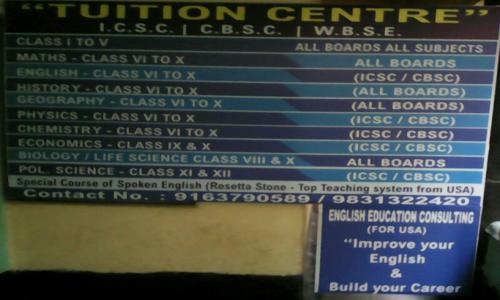 "TUITION CENTRE"
I.C.S.C. | C.B.S.C. | W.B.S.E.
CLASS I TO V ALL BOARDS ALL SUBJECTS
MATHS - CLASS VI TO X ALL BOARDS
ENGLISH - CLASS VI TO X (ICSC / CBSC)
HISTORY - CLASS VI TO X (ALL BOARDS)
GEOGRAPHY - CLASS VI TO X (ALL BOARDS)
PHYSICS - CLASS VI TO X (ICSC / CBSC)
CHEMISTRY - CLASS VI TO X (ICSC / CBSC)
ECONOMICS - CLASS IX & X (ICSC / CBSC)
BIOLOGY / LIFE SCIENCE CLASS VIII & X ALL BOARDS
POL. SCIENCE - CLASS XI & XII (ICSC / CBSC)
Special Course of Spoken English (Rosetta Stone - Top Teaching system from USA)
Contact No. : 9163790589 / 9831322420
ENGLISH EDUCATION CONSULTING
(FOR USA)
"Improve your
English
&
Build your Career